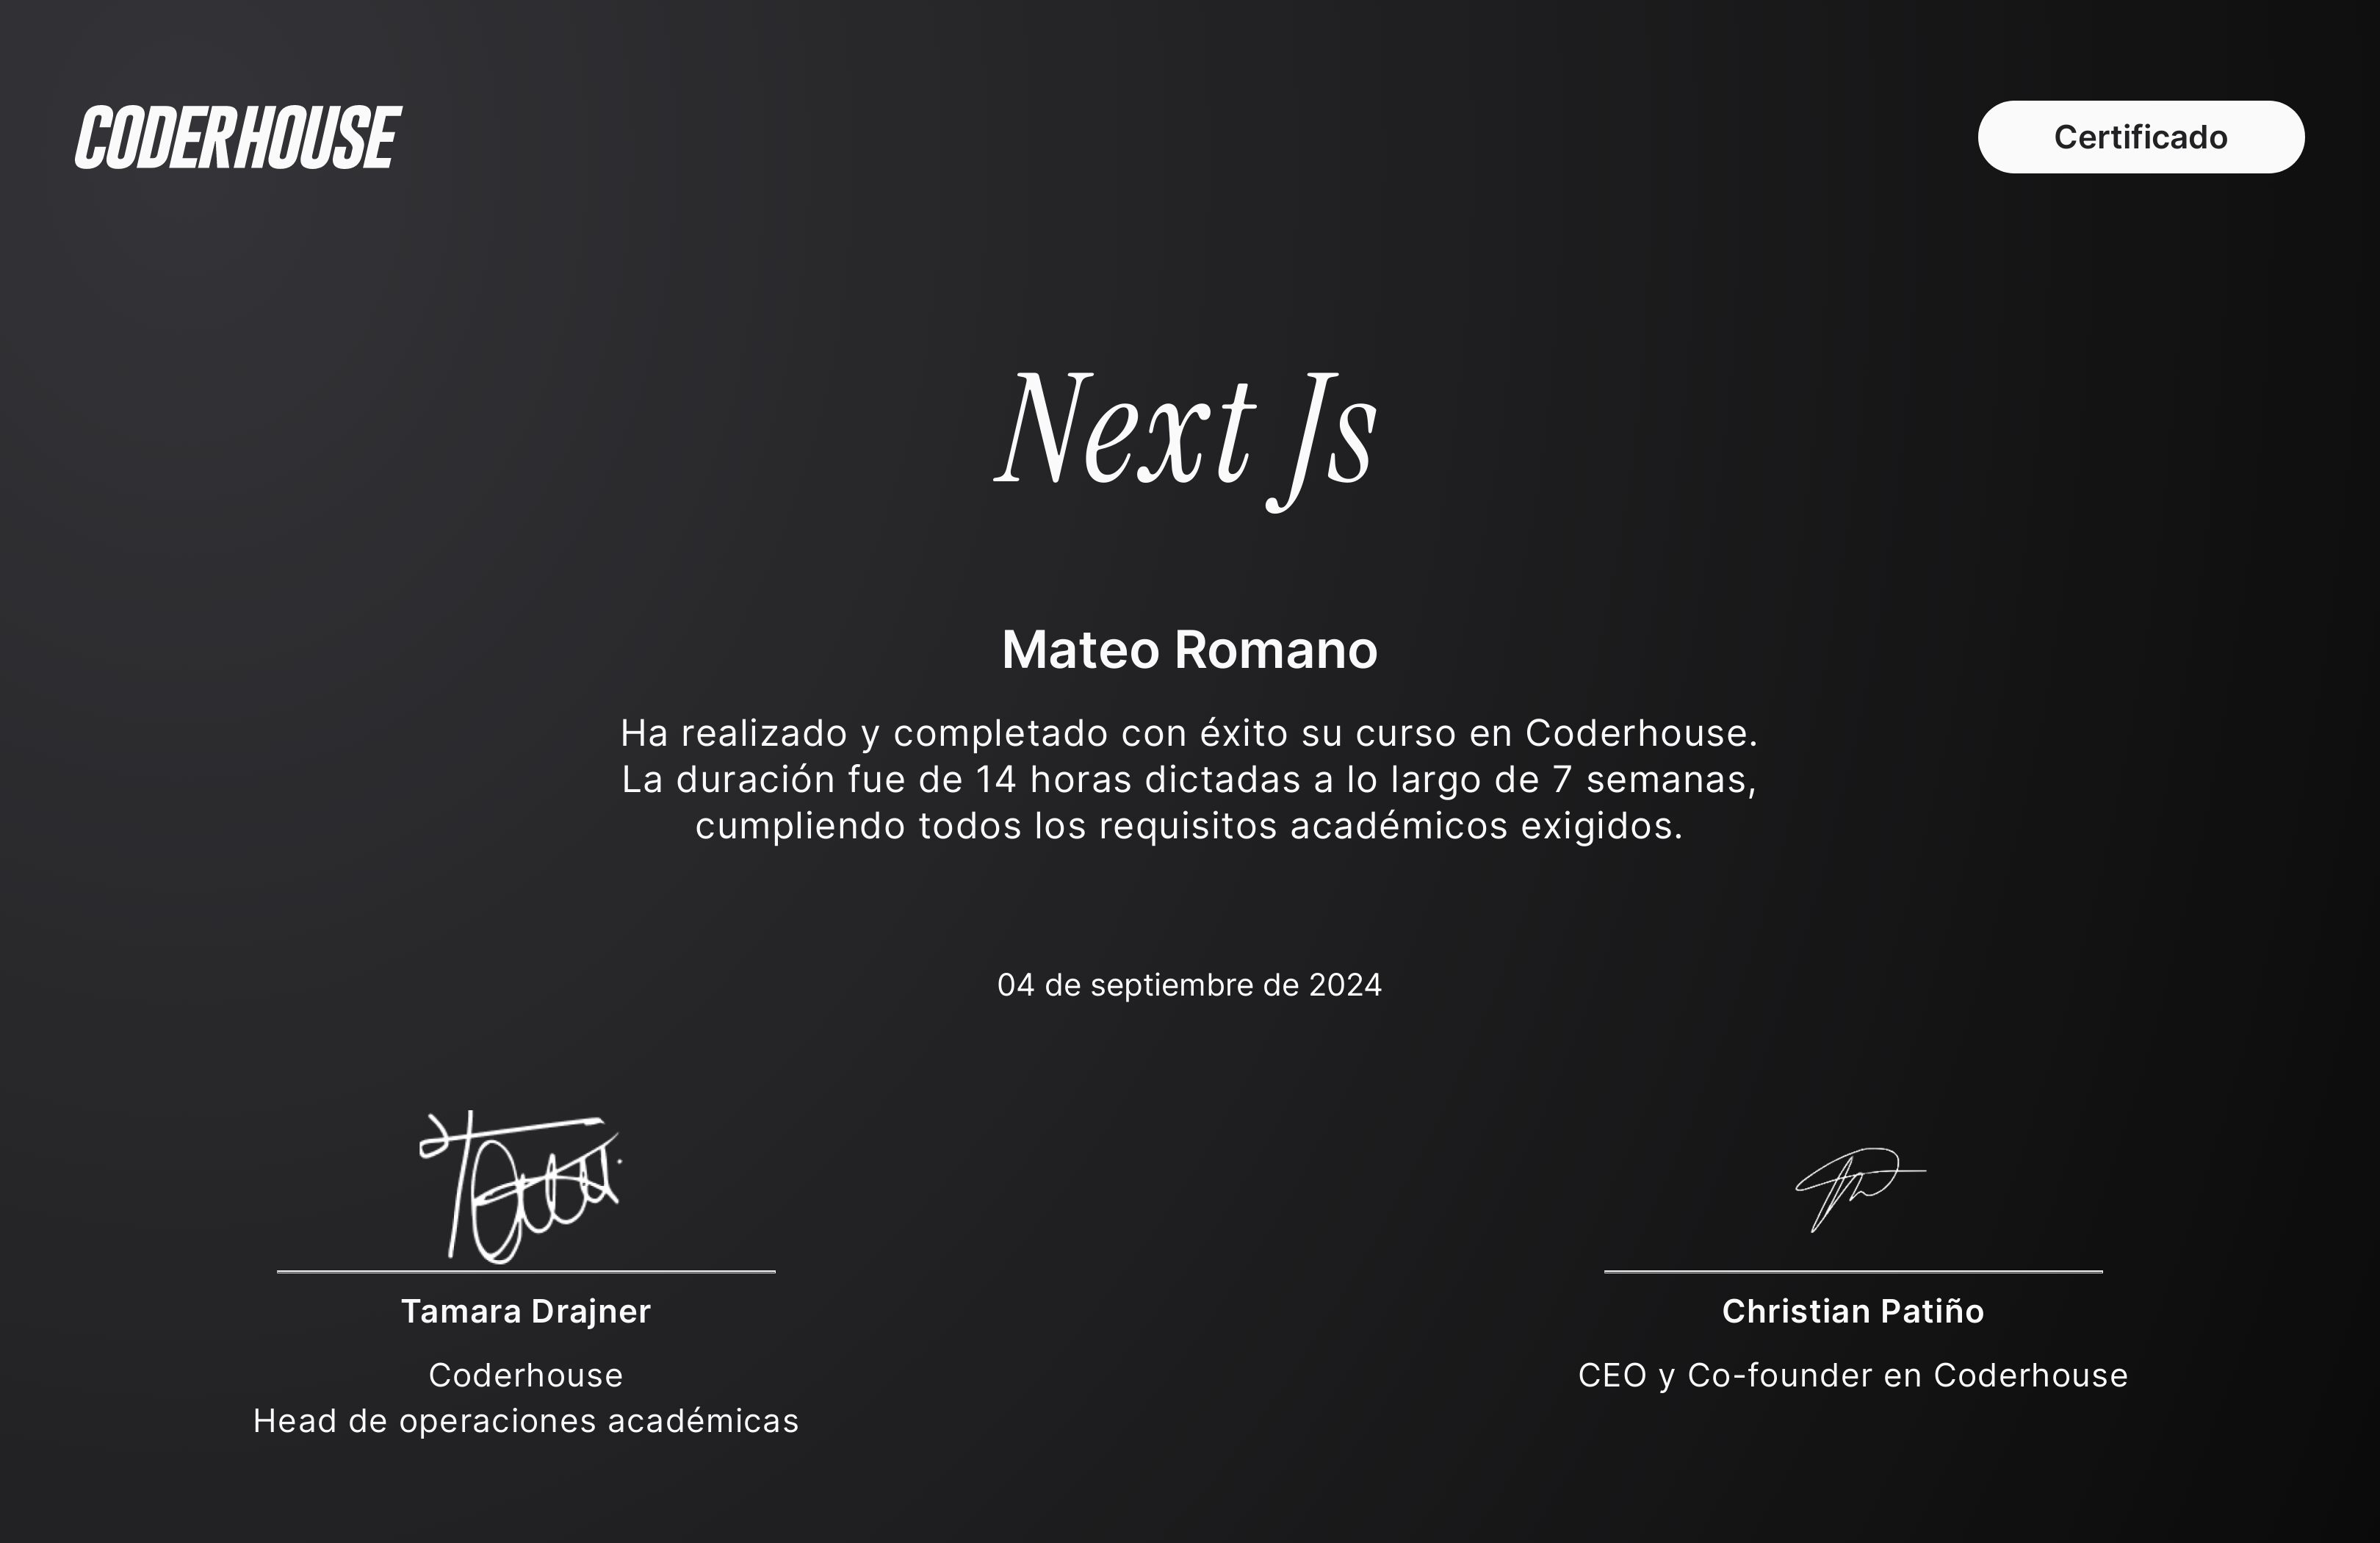 CODERHOUSE
Certificado
Next Js
Mateo Romano
Ha realizado y completado con éxito su curso en Coderhouse.
La duración fue de 14 horas dictadas a lo largo de 7 semanas,
cumpliendo todos los requisitos académicos exigidos.
04 de septiembre de 2024
Tamara Drajner
Coderhouse
Head de operaciones académicas
Christian Patiño
CEO y Co-founder en Coderhouse